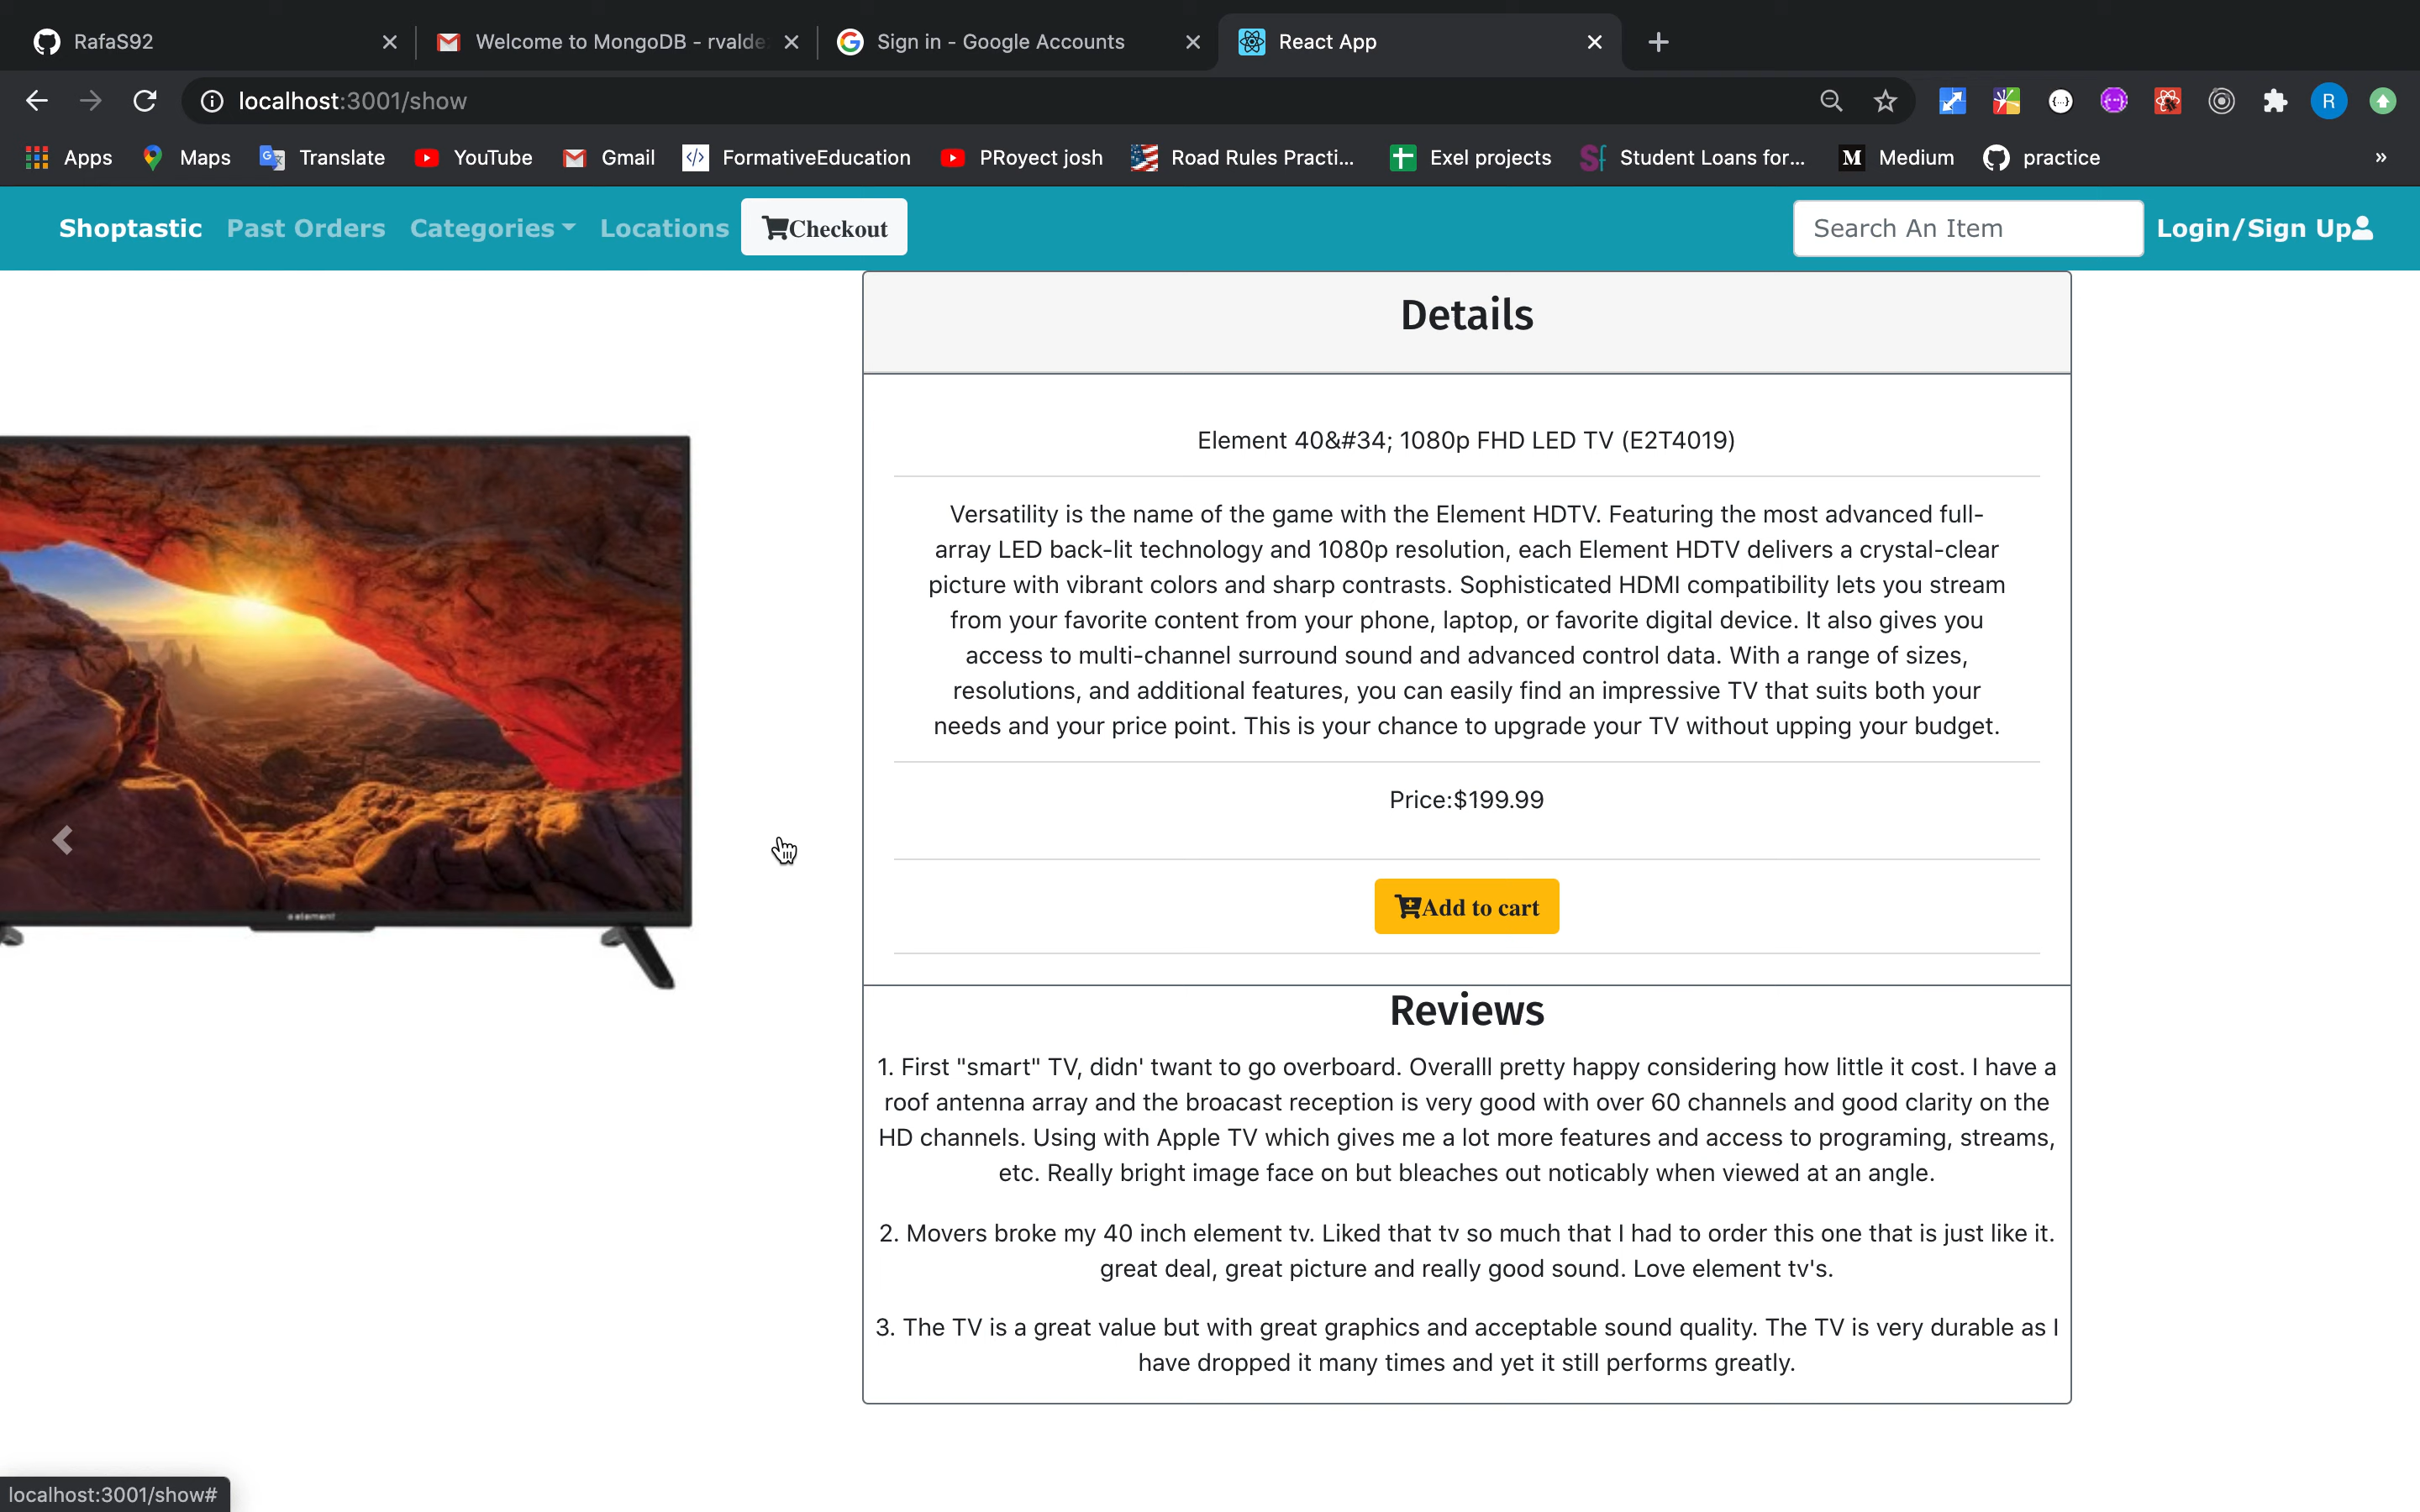 RafaS92
Welcome to MongoDB - rvalde
Sign in - Google Accounts
React App
localhost:3001/show
R
Apps
Maps
Translate
YouTube
Gmail
FormativeEducation
PRoyect josh
Road Rules Practi...
Exel projects
Student Loans for...
Medium
practice
»
Shoptastic
Past Orders
Categories
Locations
Checkout
Search An Item
Login/Sign Up
Details
Element 40&#34; 1080p FHD LED TV (E2T4019)
Versatility is the name of the game with the Element HDTV. Featuring the most advanced full-
array LED back-lit technology and 1080p resolution, each Element HDTV delivers a crystal-clear
picture with vibrant colors and sharp contrasts. Sophisticated HDMI compatibility lets you stream
from your favorite content from your phone, laptop, or favorite digital device. It also gives you
access to multi-channel surround sound and advanced control data. With a range of sizes,
resolutions, and additional features, you can easily find an impressive TV that suits both your
needs and your price point. This is your chance to upgrade your TV without upping your budget.
Price:$199.99
Add to cart
element
Reviews
1. First "smart" TV, didn' twant to go overboard. Overalll pretty happy considering how little it cost. I have a
roof antenna array and the broacast reception is very good with over 60 channels and good clarity on the
HD channels. Using with Apple TV which gives me a lot more features and access to programing, streams,
etc. Really bright image face on but bleaches out noticably when viewed at an angle.
2. Movers broke my 40 inch element tv. Liked that tv so much that I had to order this one that is just like it.
great deal, great picture and really good sound. Love element tv's.
3. The TV is a great value but with great graphics and acceptable sound quality. The TV is very durable as I
have dropped it many times and yet it still performs greatly.
localhost:3001/show#